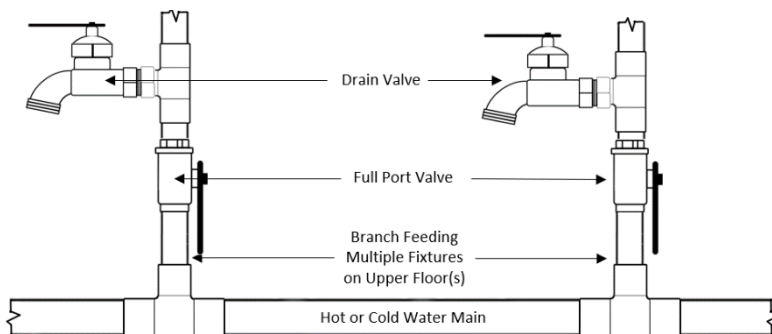 Drain Valve
Full Port Valve
Branch Feeding
Multiple Fixtures
on Upper Floor(s)
Hot or Cold Water Main